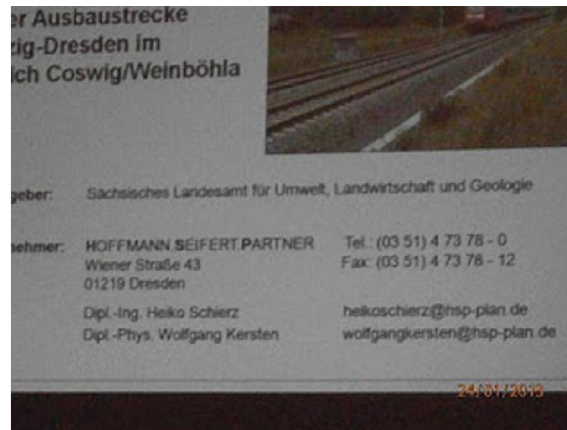 er Ausbaustrecke
zig-Dresden im
ich Coswig/Weinböhla
geber: Sächsisches Landesamt für Umwelt, Landwirtschaft und Geologie
nehmer: HOFFMANN.SEIFERT.PARTNER Tel.: (03 51) 4 73 78 - 0
Wiener Straße 43 Fax: (03 51) 4 73 78 - 12
01219 Dresden
Dipl.-Ing. Heiko Schierz heikoschierz@hsp-plan.de
Dipl.-Phys. Wolfgang Kersten wolfgangkersten@hsp-plan.de
24/01/2013